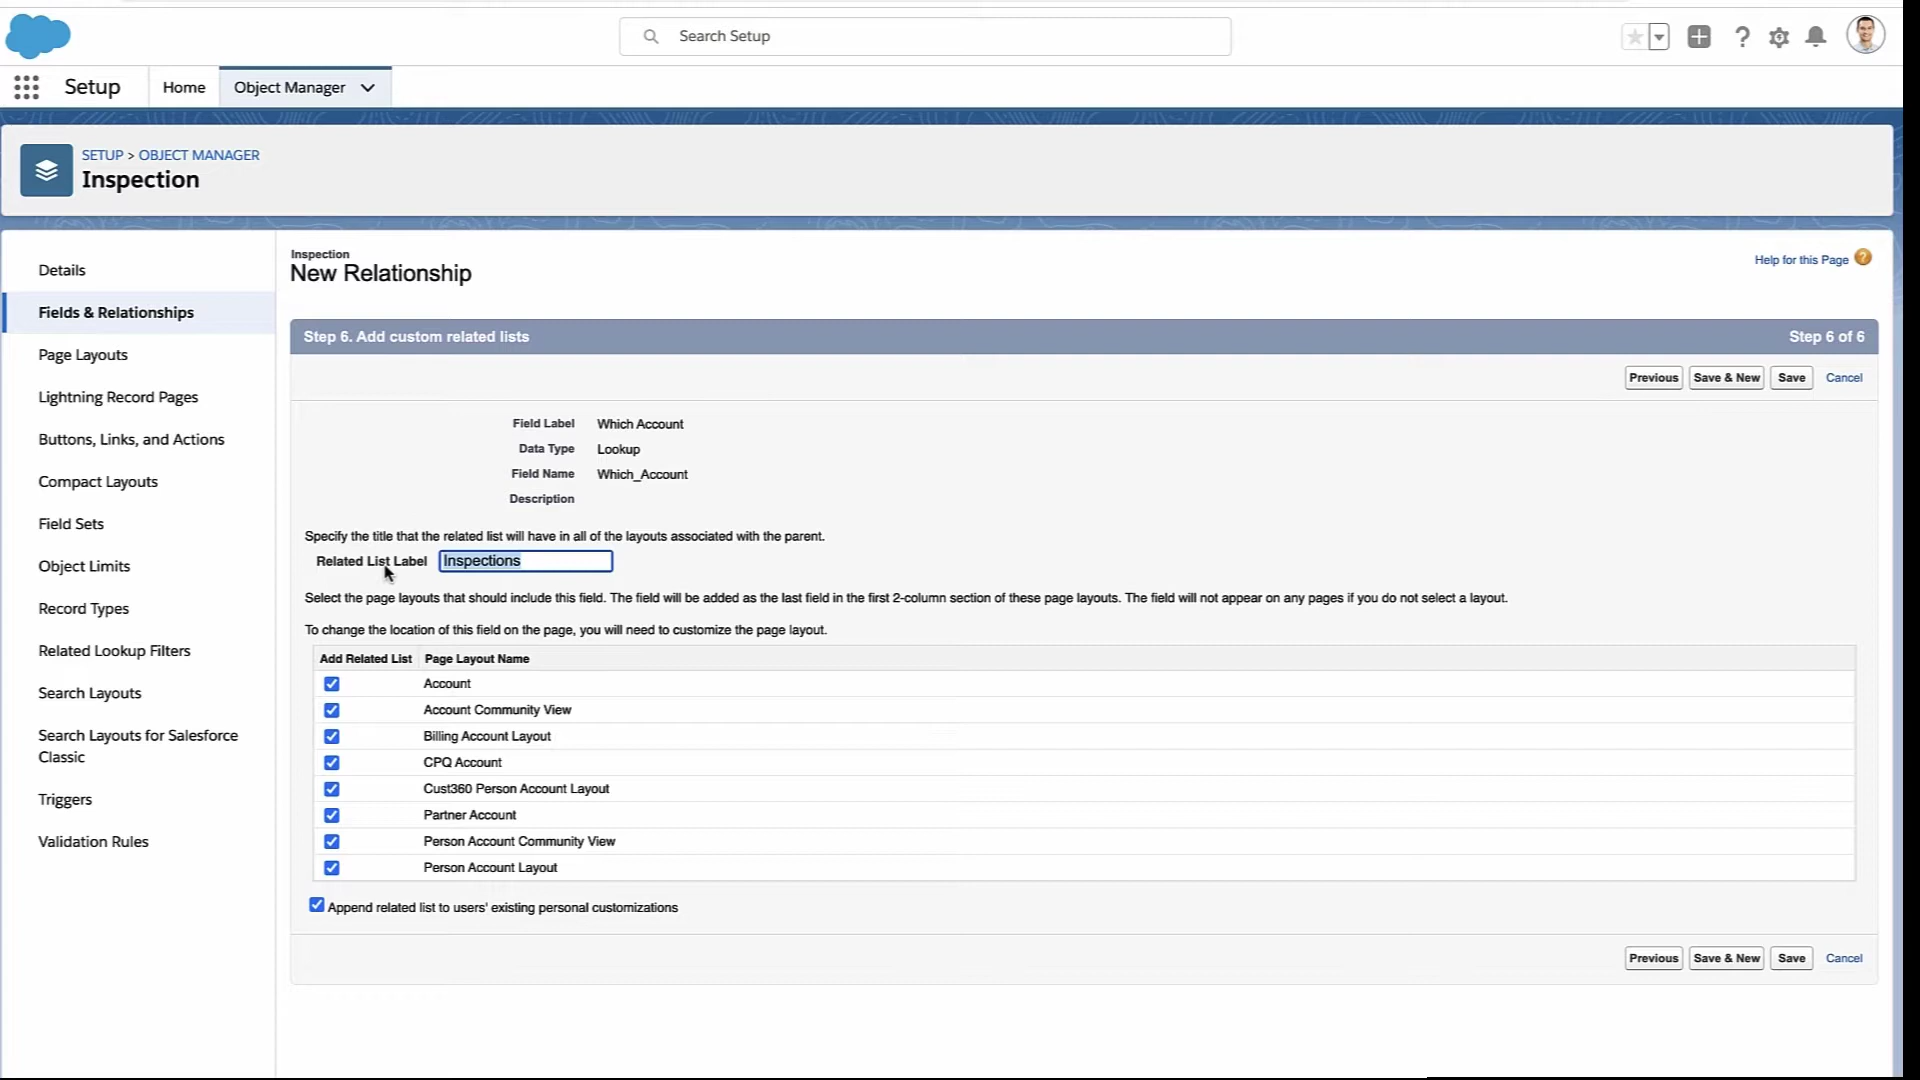 Search Setup
Setup
Home
Object Manager
SETUP > OBJECT MANAGER
Inspection
Details
Fields & Relationships
Page Layouts
Lightning Record Pages
Buttons, Links, and Actions
Compact Layouts
Field Sets
Object Limits
Record Types
Related Lookup Filters
Search Layouts
Search Layouts for Salesforce
Classic
Triggers
Validation Rules
Inspection
New Relationship
Help for this Page
Step 6. Add custom related lists
Step 6 of 6
Previous
Save & New
Save
Cancel
Field Label Which Account
Data Type Lookup
Field Name Which_Account
Description
Specify the title that the related list will have in all of the layouts associated with the parent.
Related List Label Inspections
Select the page layouts that should include this field. The field will be added as the last field in the first 2-column section of these page layouts. The field will not appear on any pages if you do not select a layout.
To change the location of this field on the page, you will need to customize the page layout.
Add Related List Page Layout Name
Account
Account Community View
Billing Account Layout
CPQ Account
Cust360 Person Account Layout
Partner Account
Person Account Community View
Person Account Layout
Append related list to users' existing personal customizations
Previous
Save & New
Save
Cancel